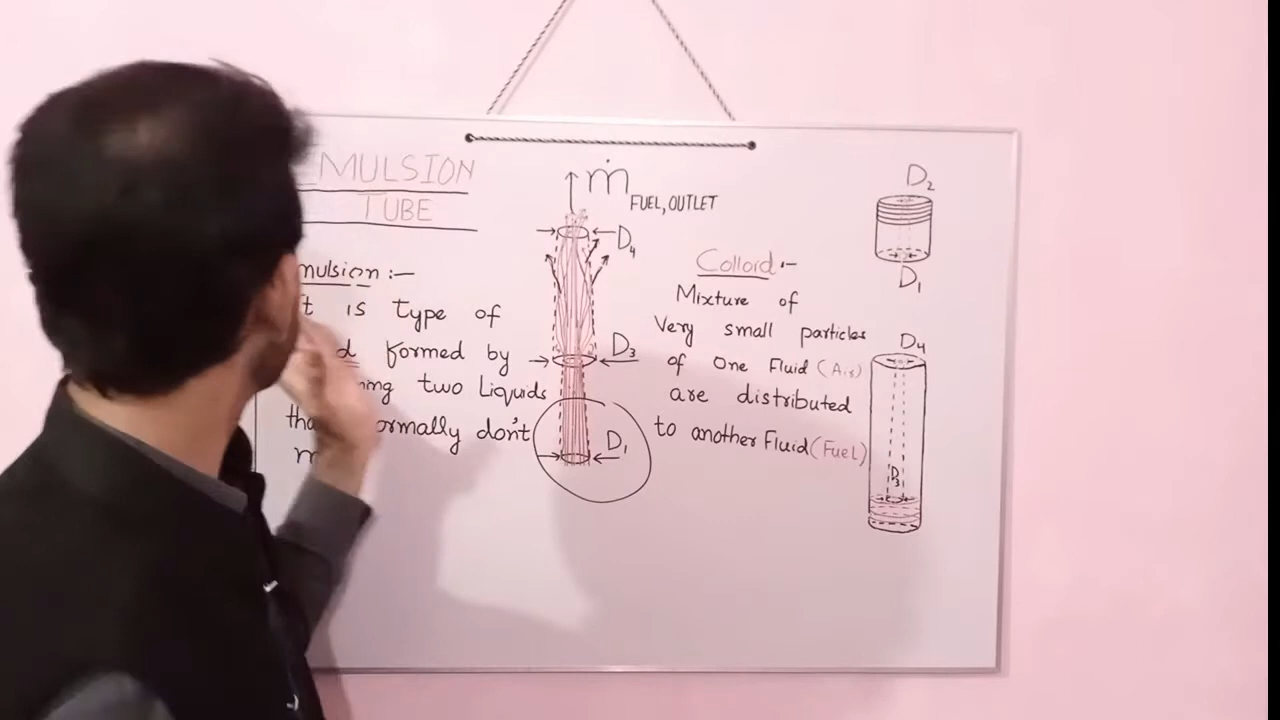 EMULSION
TUBE
mulsion :-
It is type of
formed by
two Liquids
ormally don't
ṁ FUEL, OUTLET
D4
D3
D1
Colloid :-
Mixture of
Very small particles
of One Fluid (Air)
are distributed
to another Fluid (Fuel)
D2
D1
D4
D3